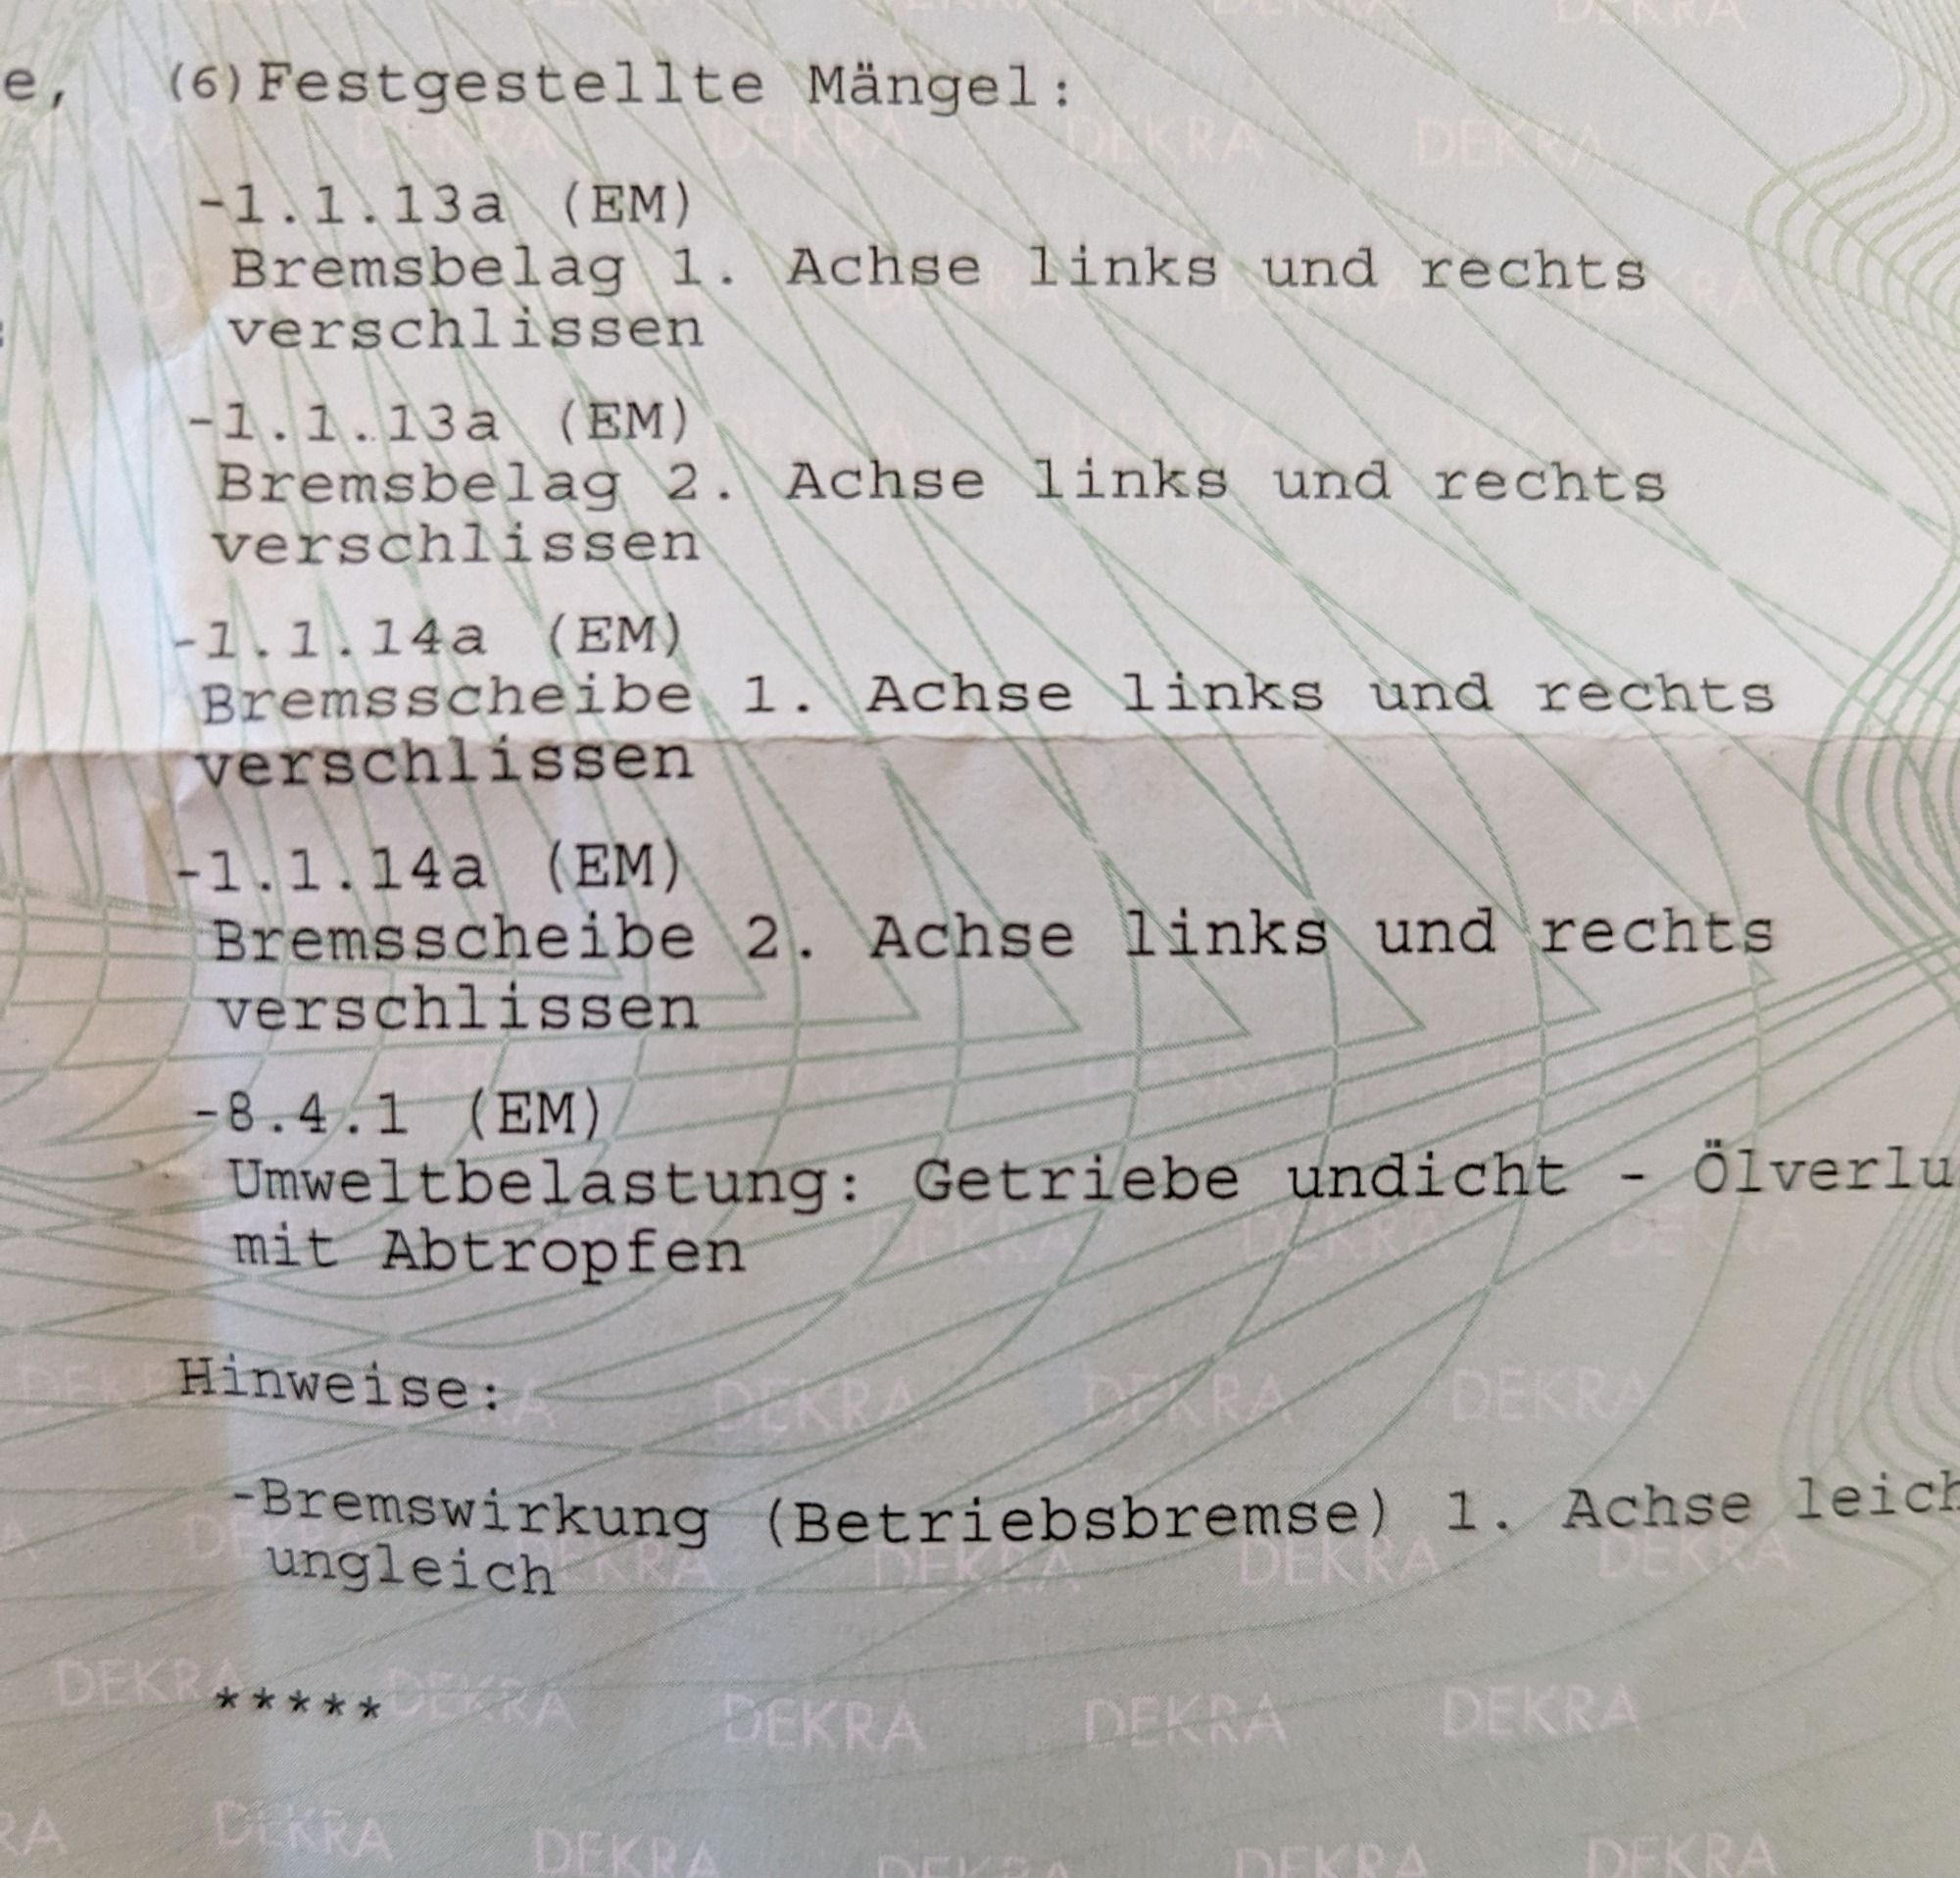 e, (6)Festgestellte Mängel:
-1.1.13a (EM)
Bremsbelag 1. Achse links und rechts
verschlissen
-1.1.13a (EM)
Bremsbelag 2. Achse links und rechts
verschlissen
-1.1.14a (EM)
Bremsscheibe 1. Achse links und rechts
verschlissen
-1.1.14a (EM)
Bremsscheibe 2. Achse links und rechts
verschlissen
-8.4.1 (EM)
Umweltbelastung: Getriebe undicht - Ölverlu
mit Abtropfen
Hinweise:
-Bremswirkung (Betriebsbremse) 1. Achse leich
ungleich
*****